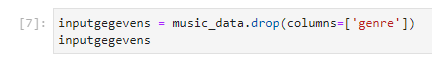 [7]: inputgegevens = music_data.drop(columns=['genre'])
inputgegevens